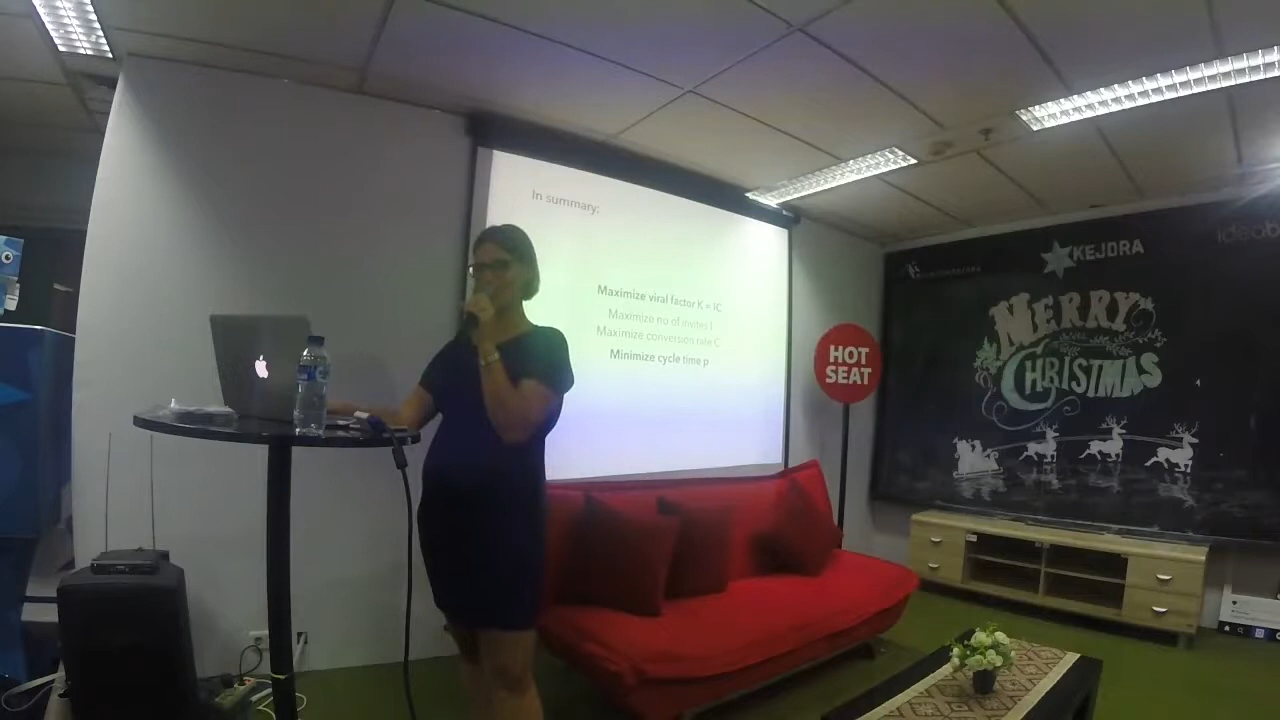 In summary:
Maximize viral factor K = IC
Maximize no of invites I
Maximize conversion rate C
Minimize cycle time p
HOT
SEAT
KEJORA
MERRY
CHRISTMAS